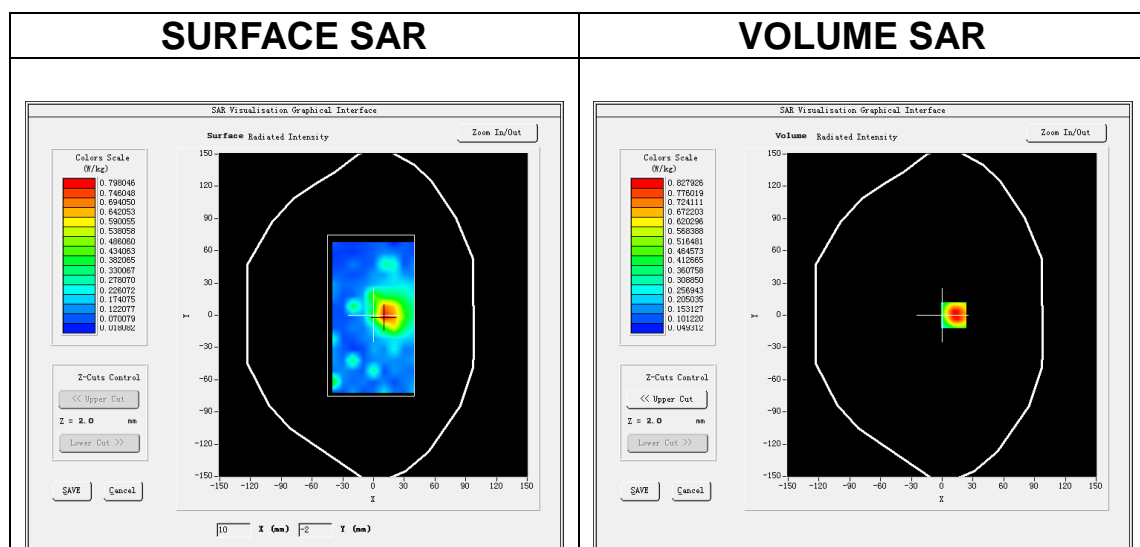 SURFACE SAR
VOLUME SAR
SAR Visualisation Graphical Interface
Surface Radiated Intensity
Zoom In/Out
Colors Scale
(W/kg)
0.798046
0.746048
0.694050
0.642053
0.590055
0.538058
0.486060
0.434063
0.382065
0.330067
0.278070
0.226072
0.174075
0.122077
0.070079
0.018082
150
120
90
60
30
0
-30
-60
-90
-120
-150
Y
-150 -120 -90 -60 -30 0 30 60 90 120 150
X
Z-Cuts Control
<< Upper Cut
Z = 2.0 mm
Lower Cut >>
SAVE Cancel
10 X (mm) -2 Y (mm)
SAR Visualisation Graphical Interface
Volume Radiated Intensity
Zoom In/Out
Colors Scale
(W/kg)
0.827926
0.776019
0.724111
0.672203
0.620296
0.568388
0.516481
0.464573
0.412665
0.360758
0.308850
0.256943
0.205035
0.153127
0.101220
0.049312
150
120
90
60
30
0
-30
-60
-90
-120
-150
Y
-150 -120 -90 -60 -30 0 30 60 90 120 150
X
Z-Cuts Control
<< Upper Cut
Z = 2.0 mm
Lower Cut >>
SAVE Cancel